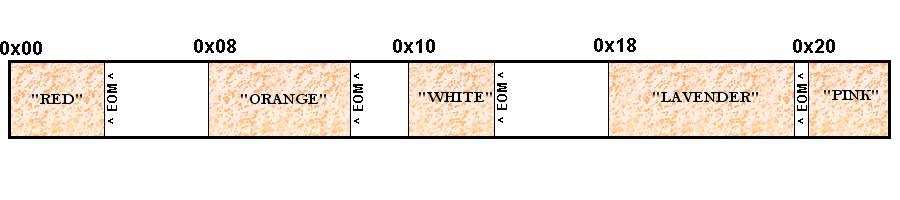 0x00 0x08 0x10 0x18 0x20
"RED" < EOM > "ORANGE" < EOM > "WHITE" < EOM > "LAVENDER" < EOM > "PINK"